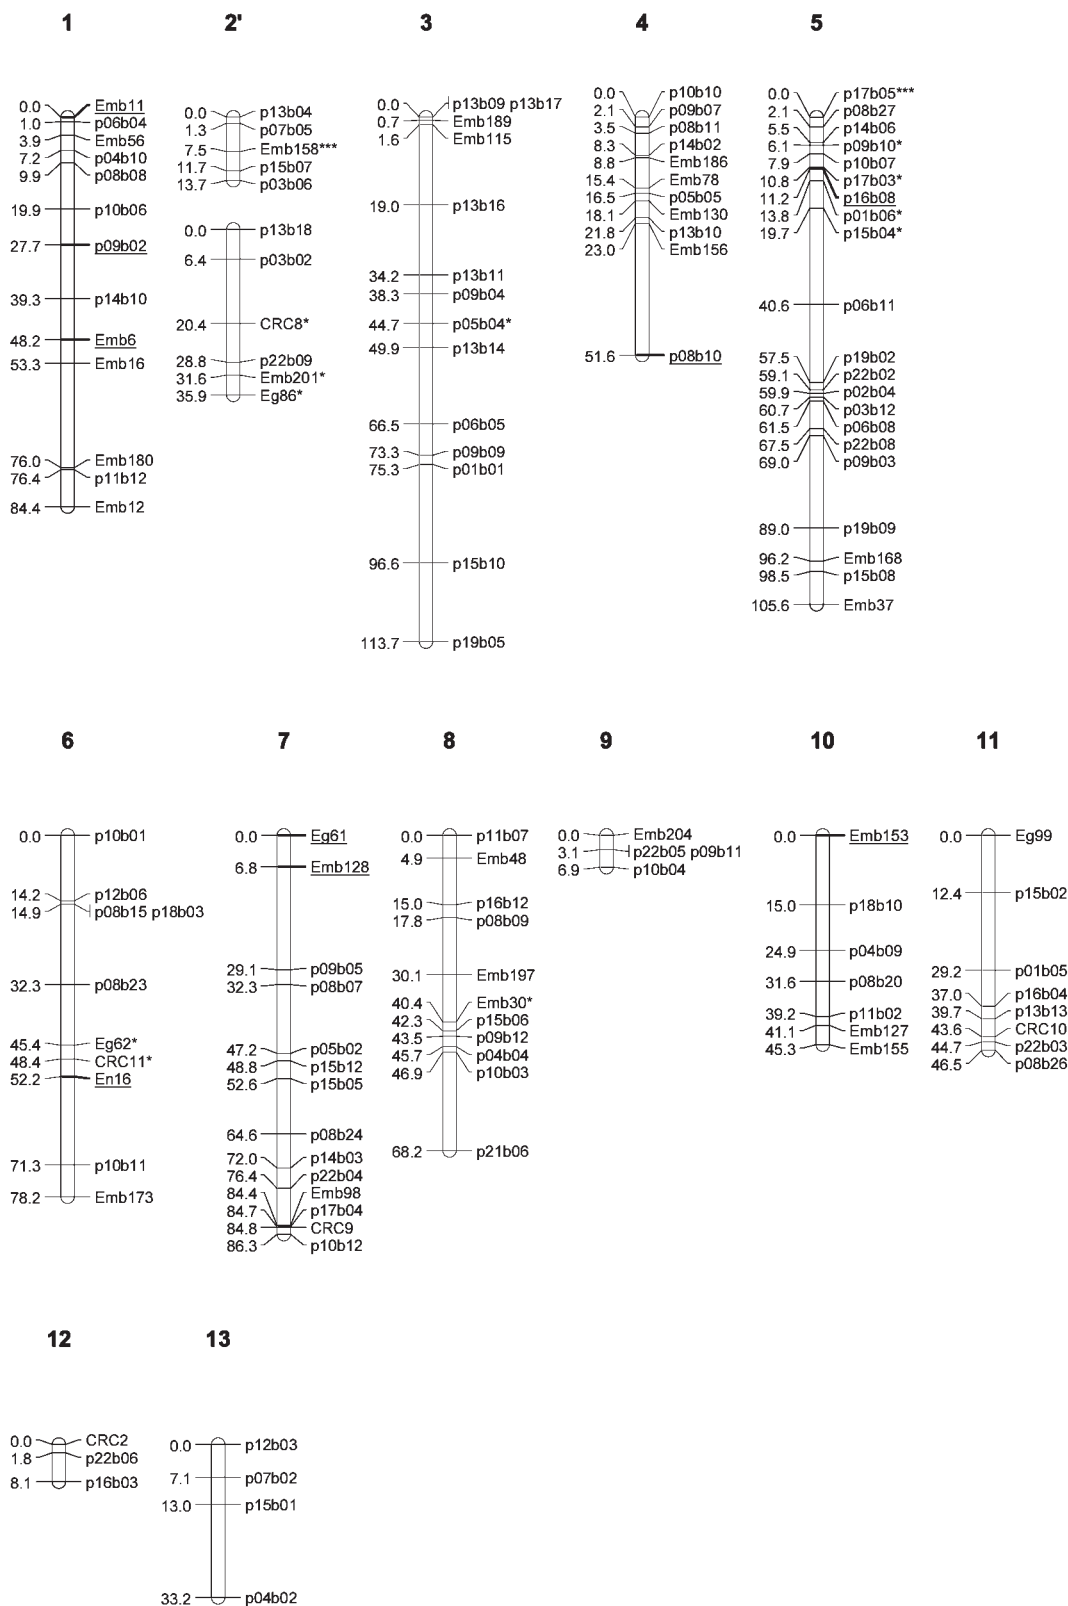 1
0.0 Emb11
1.0 p06b04
3.9 Emb56
7.2 p04b10
9.9 p08b08
19.9 p10b06
27.7 p09b02
39.3 p14b10
48.2 Emb6
53.3 Emb16
76.0 Emb180
76.4 p11b12
84.4 Emb12
2'
0.0 p13b04
1.3 p07b05
7.5 Emb158***
11.7 p15b07
13.7 p03b06
0.0 p13b18
6.4 p03b02
20.4 CRC8*
28.8 p22b09
31.6 Emb201*
35.9 Eg86*
3
0.0 p13b09 p13b17
0.7 Emb189
1.6 Emb115
19.0 p13b16
34.2 p13b11
38.3 p09b04
44.7 p05b04*
49.9 p13b14
66.5 p06b05
73.3 p09b09
75.3 p01b01
96.6 p15b10
113.7 p19b05
4
0.0 p10b10
2.1 p09b07
3.5 p08b11
8.3 p14b02
8.8 Emb186
15.4 Emb78
16.5 p05b05
18.1 Emb130
21.8 p13b10
23.0 Emb156
51.6 p08b10
5
0.0 p17b05***
2.1 p08b27
5.5 p14b06
6.1 p09b10*
7.9 p10b07
10.8 p17b03*
11.2 p16b08
13.8 p01b06*
19.7 p15b04*
40.6 p06b11
57.5 p19b02
59.1 p22b02
59.9 p02b04
60.7 p03b12
61.5 p06b08
67.5 p22b08
69.0 p09b03
89.0 p19b09
96.2 Emb168
98.5 p15b08
105.6 Emb37
6
0.0 p10b01
14.2 p12b06
14.9 p08b15 p18b03
32.3 p08b23
45.4 Eg62*
48.4 CRC11*
52.2 En16
71.3 p10b11
78.2 Emb173
7
0.0 Eg61
6.8 Emb128
29.1 p09b05
32.3 p08b07
47.2 p05b02
48.8 p15b12
52.6 p15b05
64.6 p08b24
72.0 p14b03
76.4 p22b04
84.4 Emb98
84.7 p17b04
84.8 CRC9
86.3 p10b12
8
0.0 p11b07
4.9 Emb48
15.0 p16b12
17.8 p08b09
30.1 Emb197
40.4 Emb30*
42.3 p15b06
43.5 p09b12
45.7 p04b04
46.9 p10b03
68.2 p21b06
9
0.0 Emb204
3.1 p22b05 p09b11
6.9 p10b04
10
0.0 Emb153
15.0 p18b10
24.9 p04b09
31.6 p08b20
39.2 p11b02
41.1 Emb127
45.3 Emb155
11
0.0 Eg99
12.4 p15b02
29.2 p01b05
37.0 p16b04
39.7 p13b13
43.6 CRC10
44.7 p22b03
46.5 p08b26
12
0.0 CRC2
1.8 p22b06
8.1 p16b03
13
0.0 p12b03
7.1 p07b02
13.0 p15b01
33.2 p04b02